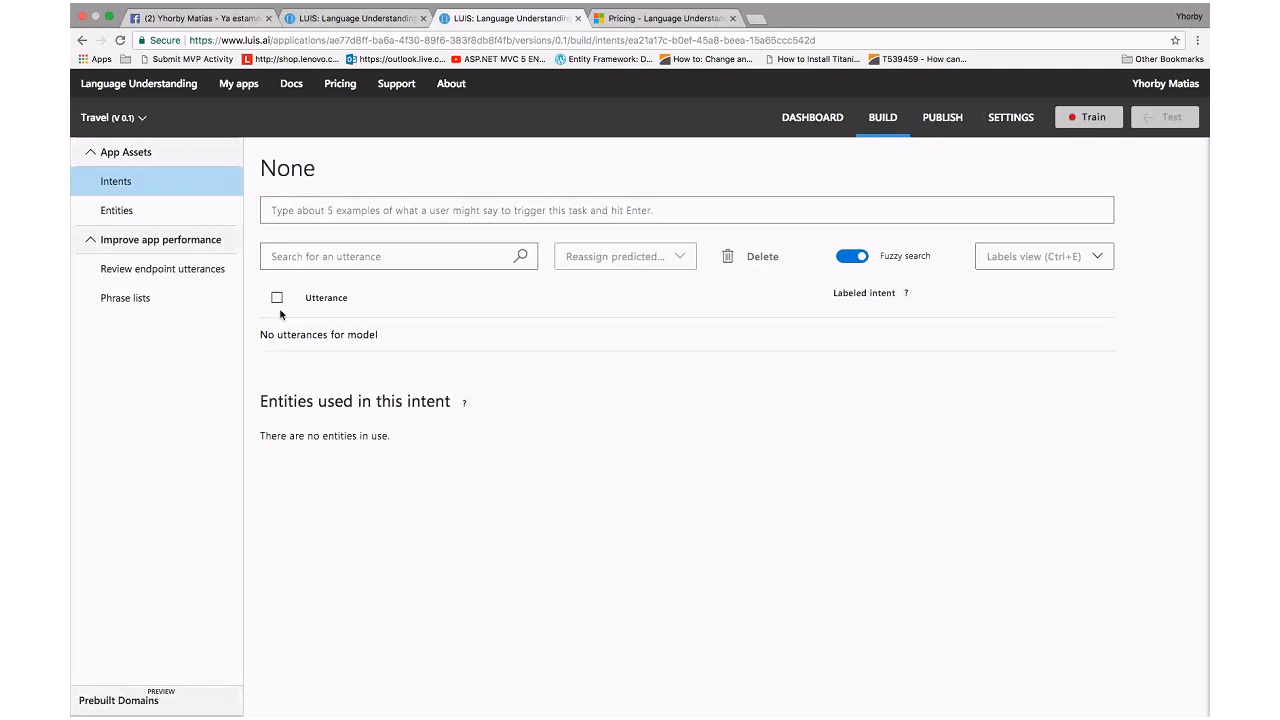 (2) Yhorby Matias - Ya estamo
LUIS: Language Understandin
LUIS: Language Understandin
Pricing - Language Understan
Yhorby
Secure
https://www.luis.ai/applications/ae77d8ff-ba6a-4f30-89f6-383f8db8f4fb/versions/0.1/build/intents/ea21a17c-b0ef-45a8-beea-15a65ccc542d
Apps
Submit MVP Activity
http://shop.lenovo.c...
https://outlook.live.c...
ASP.NET MVC 5 EN...
Entity Framework: D...
How to: Change an...
How to Install Titani...
T539459 - How can...
Other Bookmarks
Language Understanding
My apps
Docs
Pricing
Support
About
Yhorby Matias
Travel (V 0.1)
DASHBOARD
BUILD
PUBLISH
SETTINGS
Train
Test
App Assets
Intents
Entities
Improve app performance
Review endpoint utterances
Phrase lists
Prebuilt Domains
PREVIEW
None
Type about 5 examples of what a user might say to trigger this task and hit Enter.
Search for an utterance
Reassign predicted...
Delete
Fuzzy search
Labels view (Ctrl+E)
Utterance
Labeled intent ?
No utterances for model
Entities used in this intent ?
There are no entities in use.